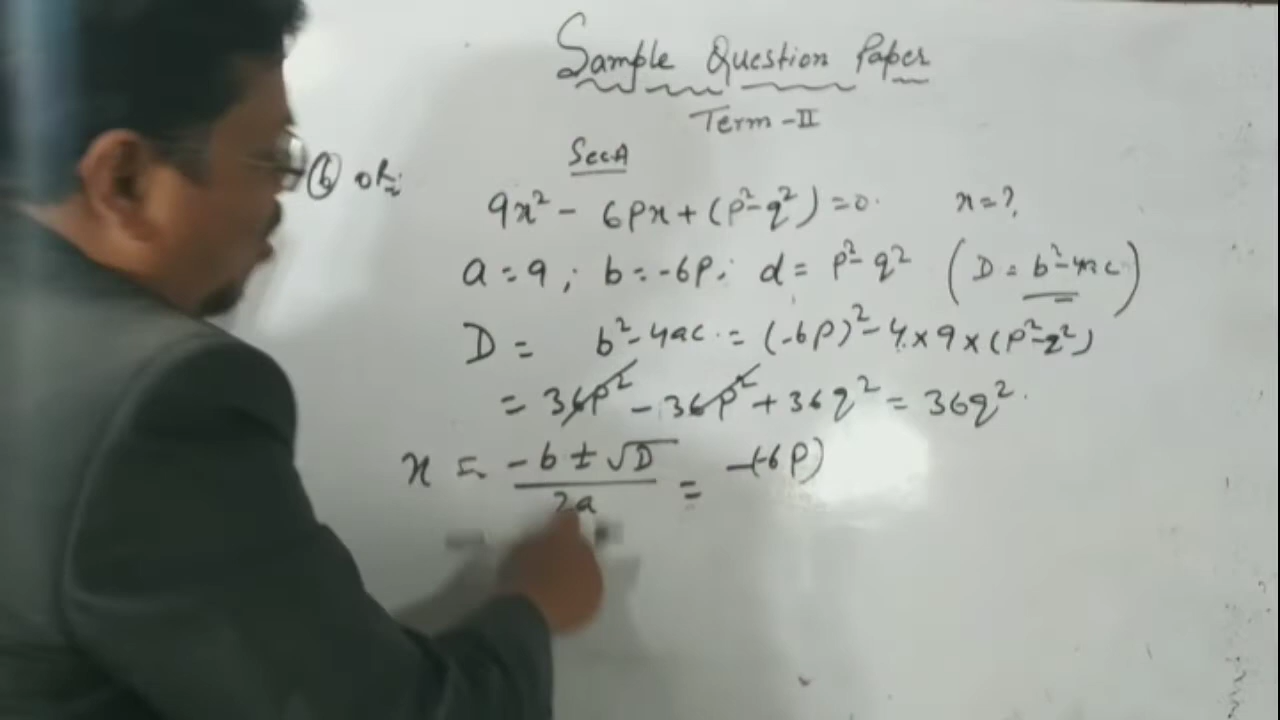 Sample Question Paper
Term-II
Sec A
(6) OR:
9x² - 6px + (p²-q²) = 0. x = ?
a = 9 ; b = -6p; d = p²-q² (D = b²-4ac)
D = b²-4ac. = (-6p)²-4×9×(p²-q²)
= 36p² - 36p² + 36q² = 36q².
x = -b ± √D / 2a = -(-6p)